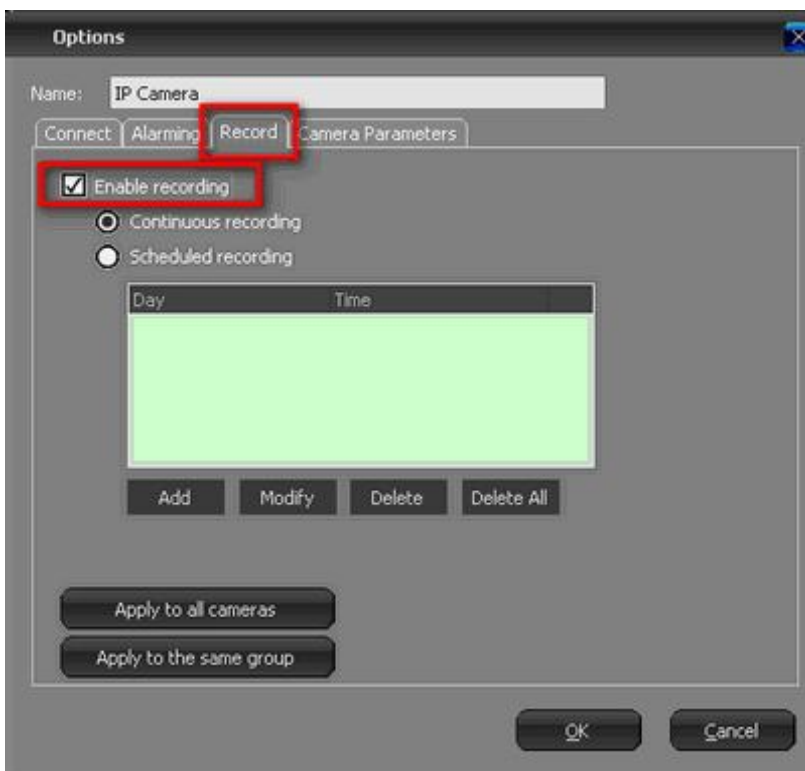 Options
Name: IP Camera
Connect Alarming Record Camera Parameters
Enable recording
Continuous recording
Scheduled recording
Day Time
Add Modify Delete Delete All
Apply to all cameras
Apply to the same group
OK Cancel